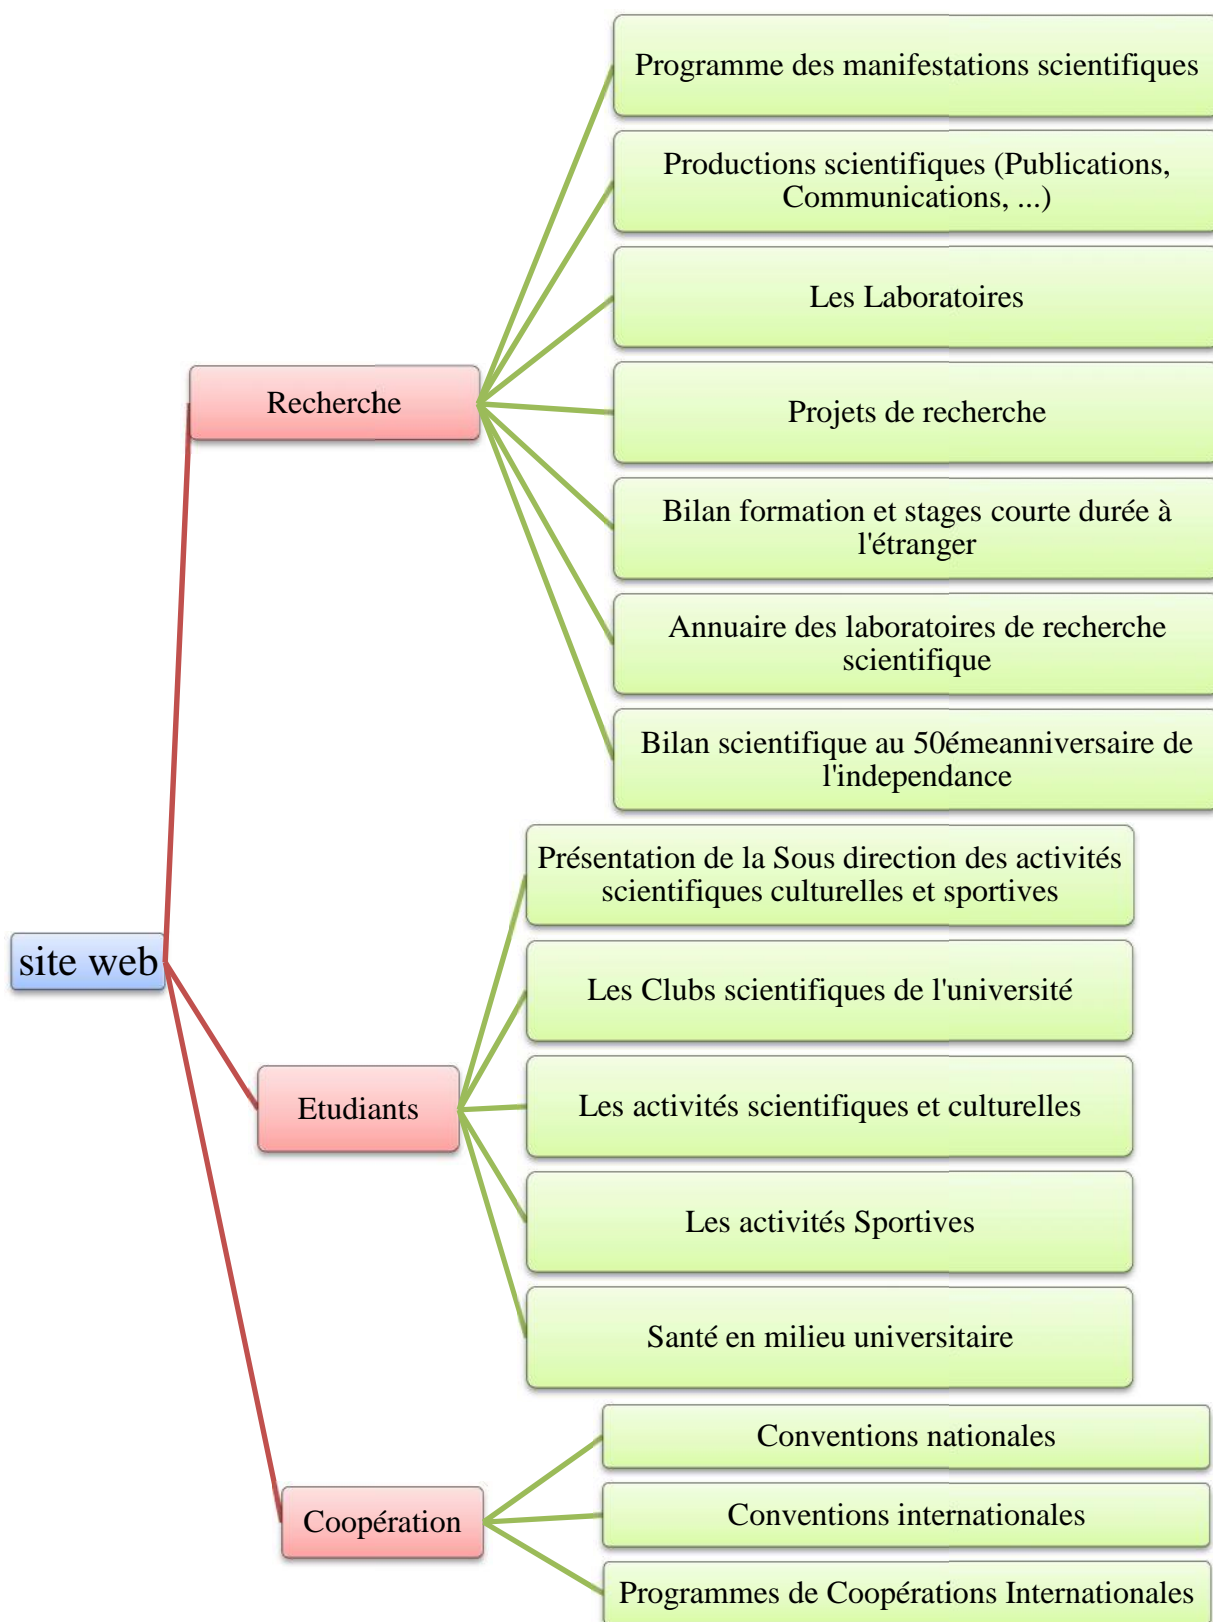 site web
Recherche
Programme des manifestations scientifiques
Productions scientifiques (Publications,
Communications, ...)
Les Laboratoires
Projets de recherche
Bilan formation et stages courte durée à
l'étranger
Annuaire des laboratoires de recherche
scientifique
Bilan scientifique au 50émeanniversaire de
l'independance
Etudiants
Présentation de la Sous direction des activités
scientifiques culturelles et sportives
Les Clubs scientifiques de l'université
Les activités scientifiques et culturelles
Les activités Sportives
Santé en milieu universitaire
Coopération
Conventions nationales
Conventions internationales
Programmes de Coopérations Internationales